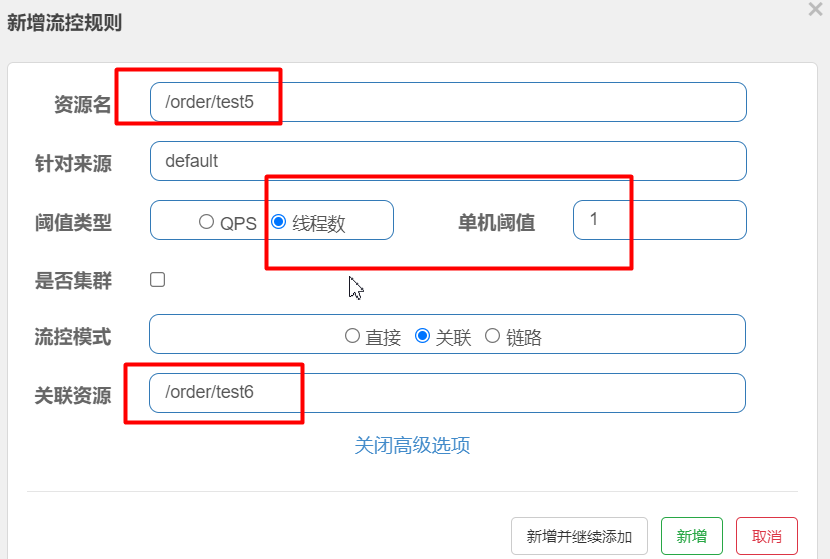 新增流控规则
资源名 /order/test5
针对来源 default
阈值类型 QPS 线程数 单机阈值 1
是否集群
流控模式 直接 关联 链路
关联资源 /order/test6
关闭高级选项
新增并继续添加 新增 取消